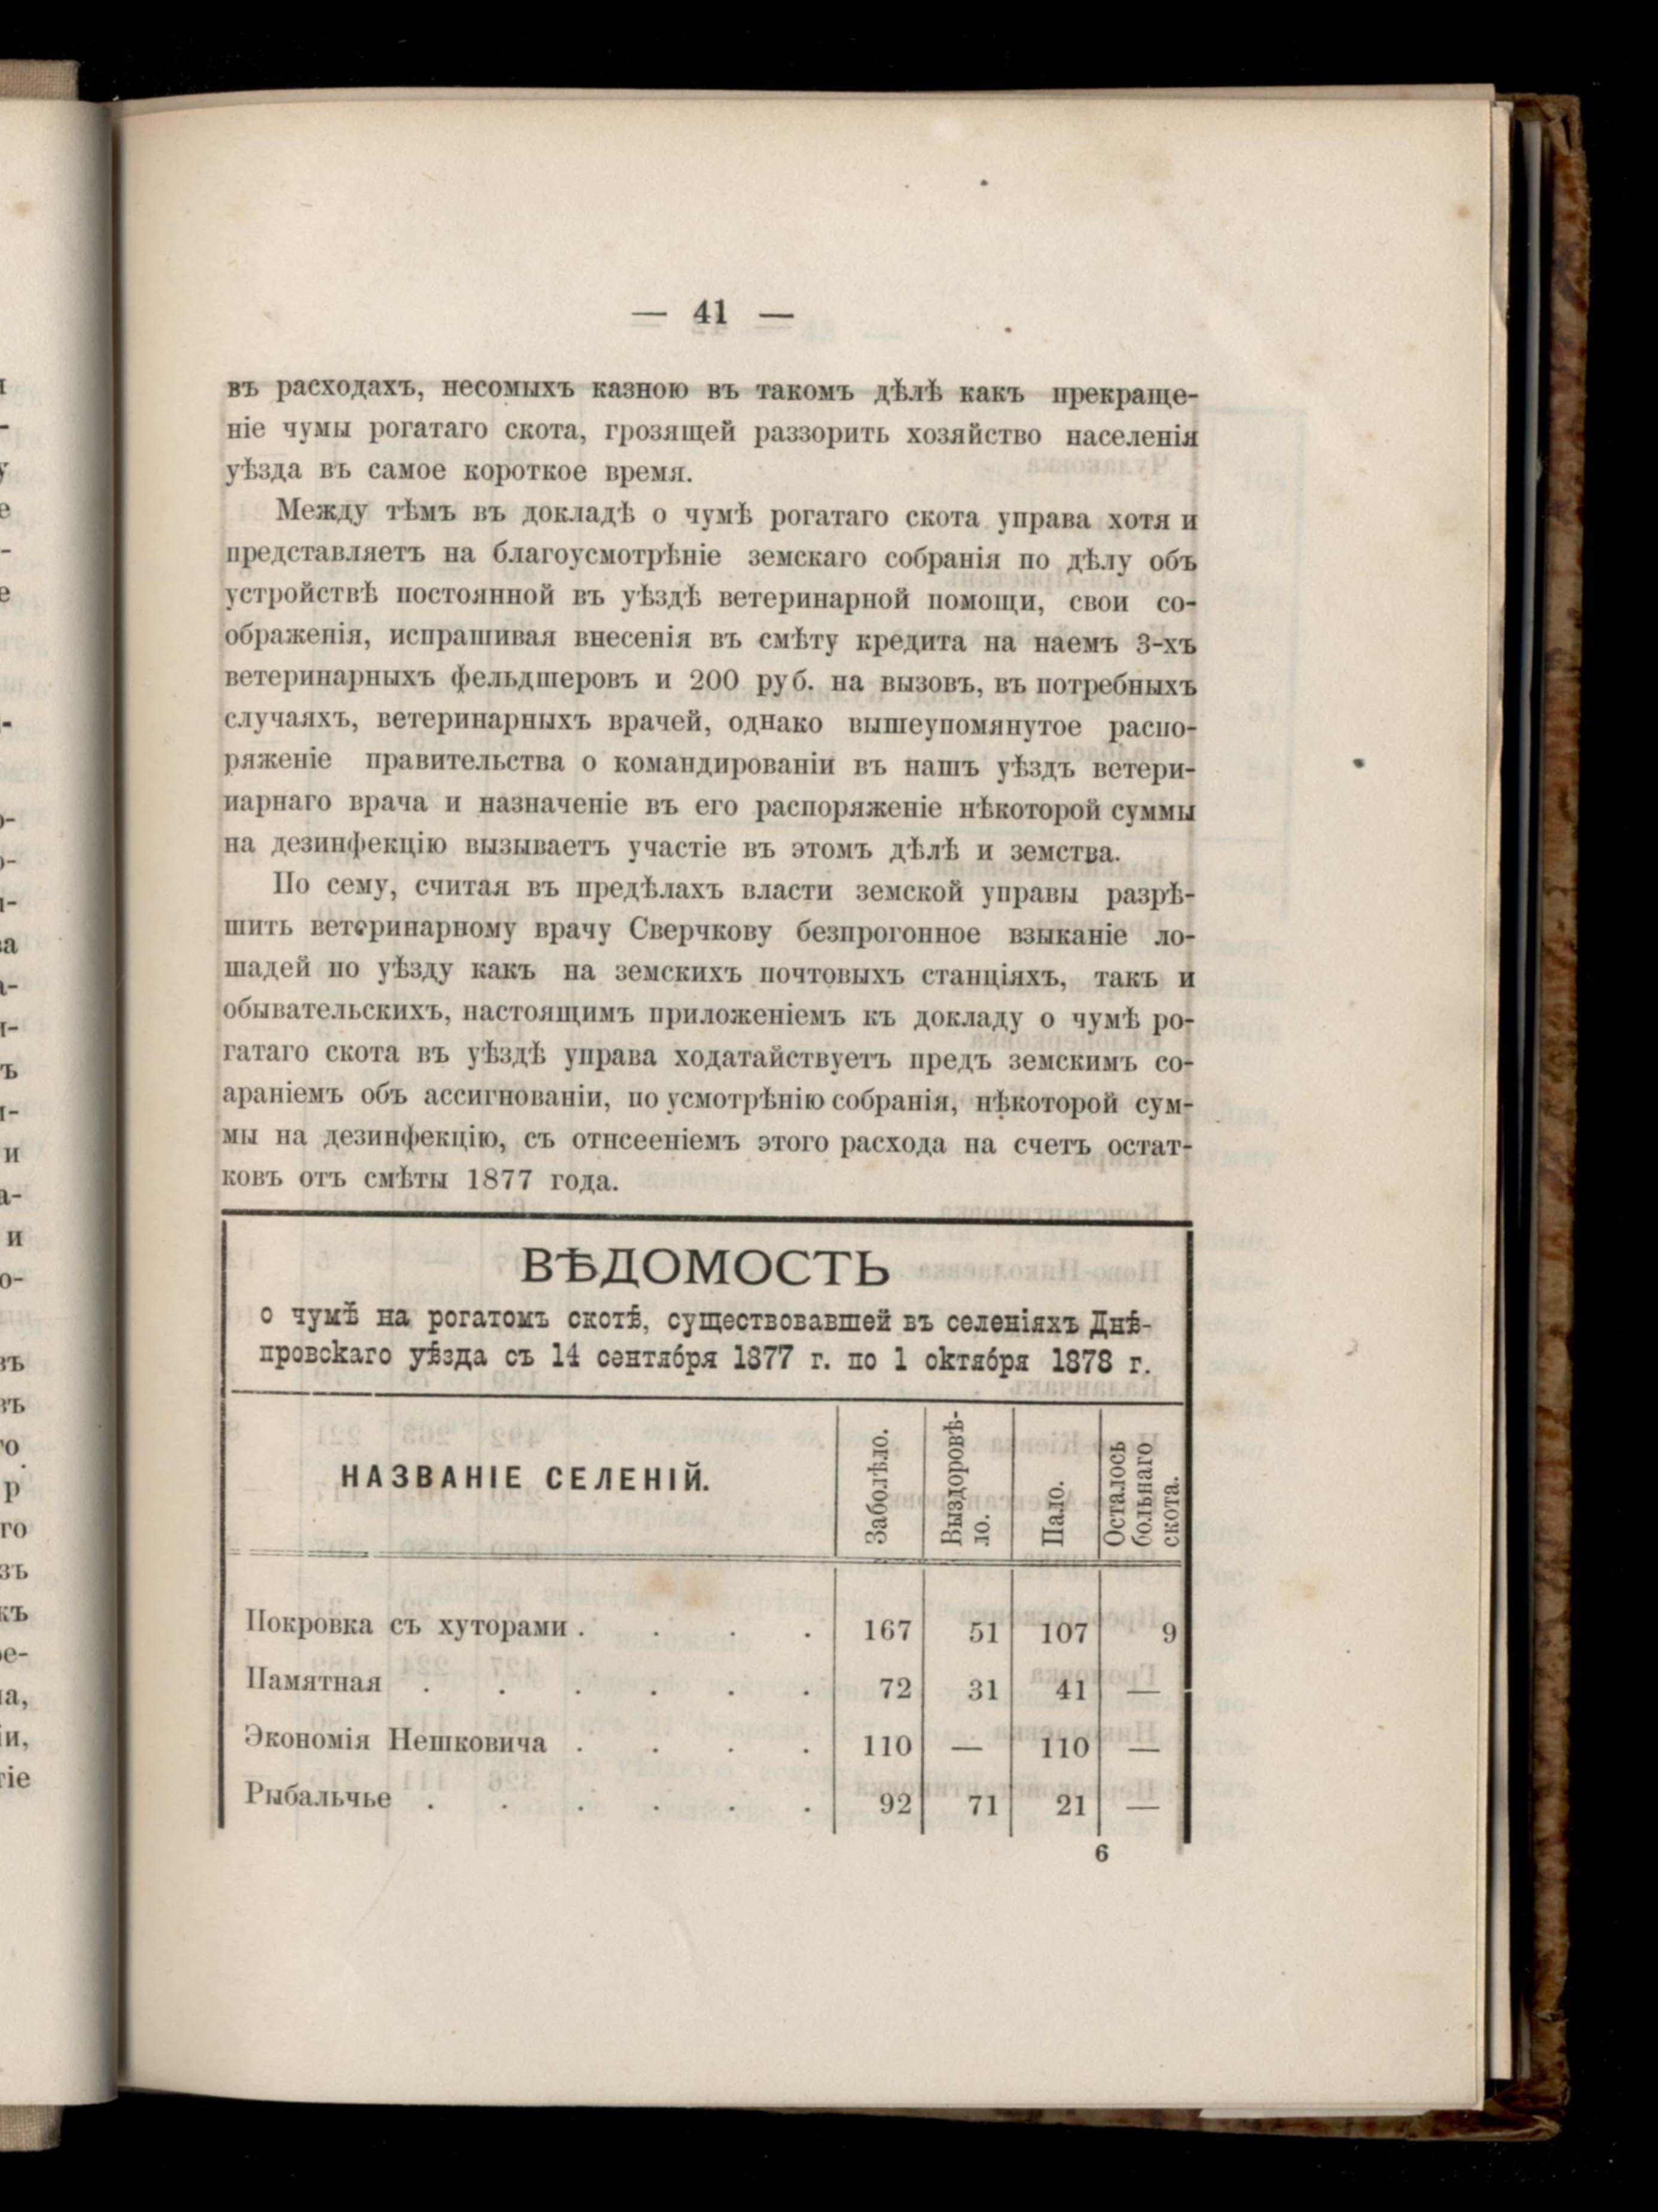 — 41 —
въ расходахъ, несомыхъ казною въ такомъ дѣлѣ какъ прекраще-
ніе чумы рогатаго скота, грозящей раззорить хозяйство населенія
уѣзда въ самое короткое время.
Между тѣмъ въ докладѣ о чумѣ рогатаго скота управа хотя и
представляетъ на благоусмотрѣніе земскаго собранія по дѣлу объ
устройствѣ постоянной въ уѣздѣ ветеринарной помощи, свои со-
ображенія, испрашивая внесенія въ смѣту кредита на наемъ 3-хъ
ветеринарныхъ фельдшеровъ и 200 руб. на вызовъ, въ потребныхъ
случаяхъ, ветеринарныхъ врачей, однако вышеупомянутое распо-
ряженіе правительства о командированіи въ нашъ уѣздъ ветери-
нарнаго врача и назначеніе въ его распоряженіе нѣкоторой суммы
на дезинфекцію вызываетъ участіе въ этомъ дѣлѣ и земства.
По сему, считая въ предѣлахъ власти земской управы разрѣ-
шить ветеринарному врачу Сверчкову безпрогонное взыканіе ло-
шадей по уѣзду какъ на земскихъ почтовыхъ станціяхъ, такъ и
обывательскихъ, настоящимъ приложеніемъ къ докладу о чумѣ ро-
гатаго скота въ уѣздѣ управа ходатайствуетъ предъ земскимъ со-
араніемъ объ ассигнованіи, по усмотрѣнію собранія, нѣкоторой сум-
мы на дезинфекцію, съ отнсееніемъ этого расхода на счетъ остат-
ковъ отъ смѣты 1877 года.
ВѢДОМОСТЬ
о чумѣ на рогатомъ скотѣ, существовавшей въ селеніяхъ Днѣ-
провскаго уѣзда съ 14 сентября 1877 г. по 1 октября 1878 г.
НАЗВАНІЕ СЕЛЕНІЙ.
Заболѣло.
Выздоровѣ-
ло.
Пало.
Осталось
больнаго
скота.
Покровка съ хуторами . . . . 167 51 107 9
Памятная . . . . . . 72 31 41 —
Экономія Нешковича . . . . 110 — 110 —
Рыбальчье . . . . . . 92 71 21 —
6